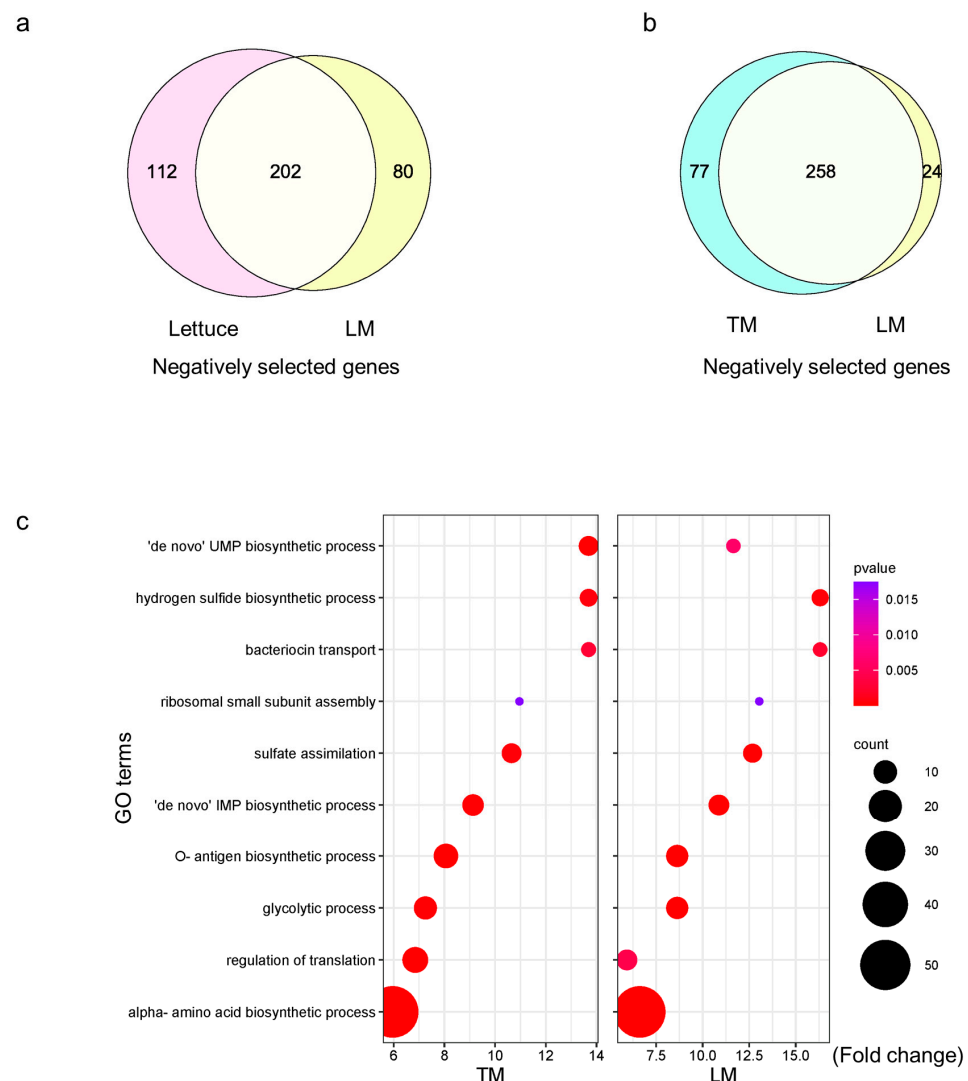 a
b
112
202
80
77
258
24
Lettuce
LM
TM
LM
Negatively selected genes
Negatively selected genes
c
GO terms
'de novo' UMP biosynthetic process
hydrogen sulfide biosynthetic process
bacteriocin transport
ribosomal small subunit assembly
sulfate assimilation
'de novo' IMP biosynthetic process
O- antigen biosynthetic process
glycolytic process
regulation of translation
alpha- amino acid biosynthetic process
6 8 10 12 14
TM
7.5 10.0 12.5 15.0
LM
(Fold change)
pvalue
0.015
0.010
0.005
count
10
20
30
40
50